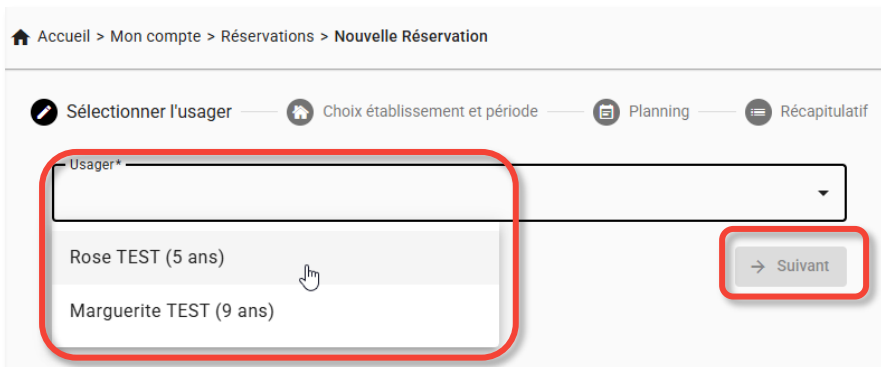 Accueil > Mon compte > Réservations > Nouvelle Réservation
Sélectionner l'usager Choix établissement et période Planning Récapitulatif
Usager*
Rose TEST (5 ans)
Suivant
Marguerite TEST (9 ans)